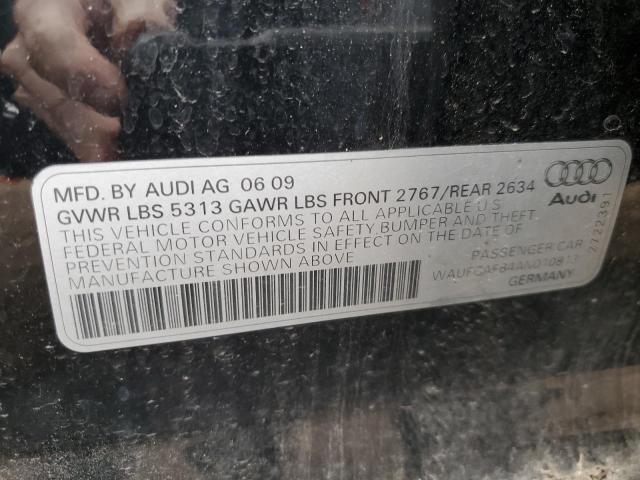 MFD. BY AUDI AG 06 09
GVWR LBS 5313 GAWR LBS FRONT 2767/REAR 2634
THIS VEHICLE CONFORMS TO ALL APPLICABLE U S
FEDERAL MOTOR VEHICLE SAFETY,BUMPER AND THEFT
PREVENTION STANDARDS IN EFFECT ON THE DATE OF
MANUFACTURE SHOWN ABOVE
Audi
PASSENGER CAR
WAUFGAFB4AN010813
GERMANY
2722391